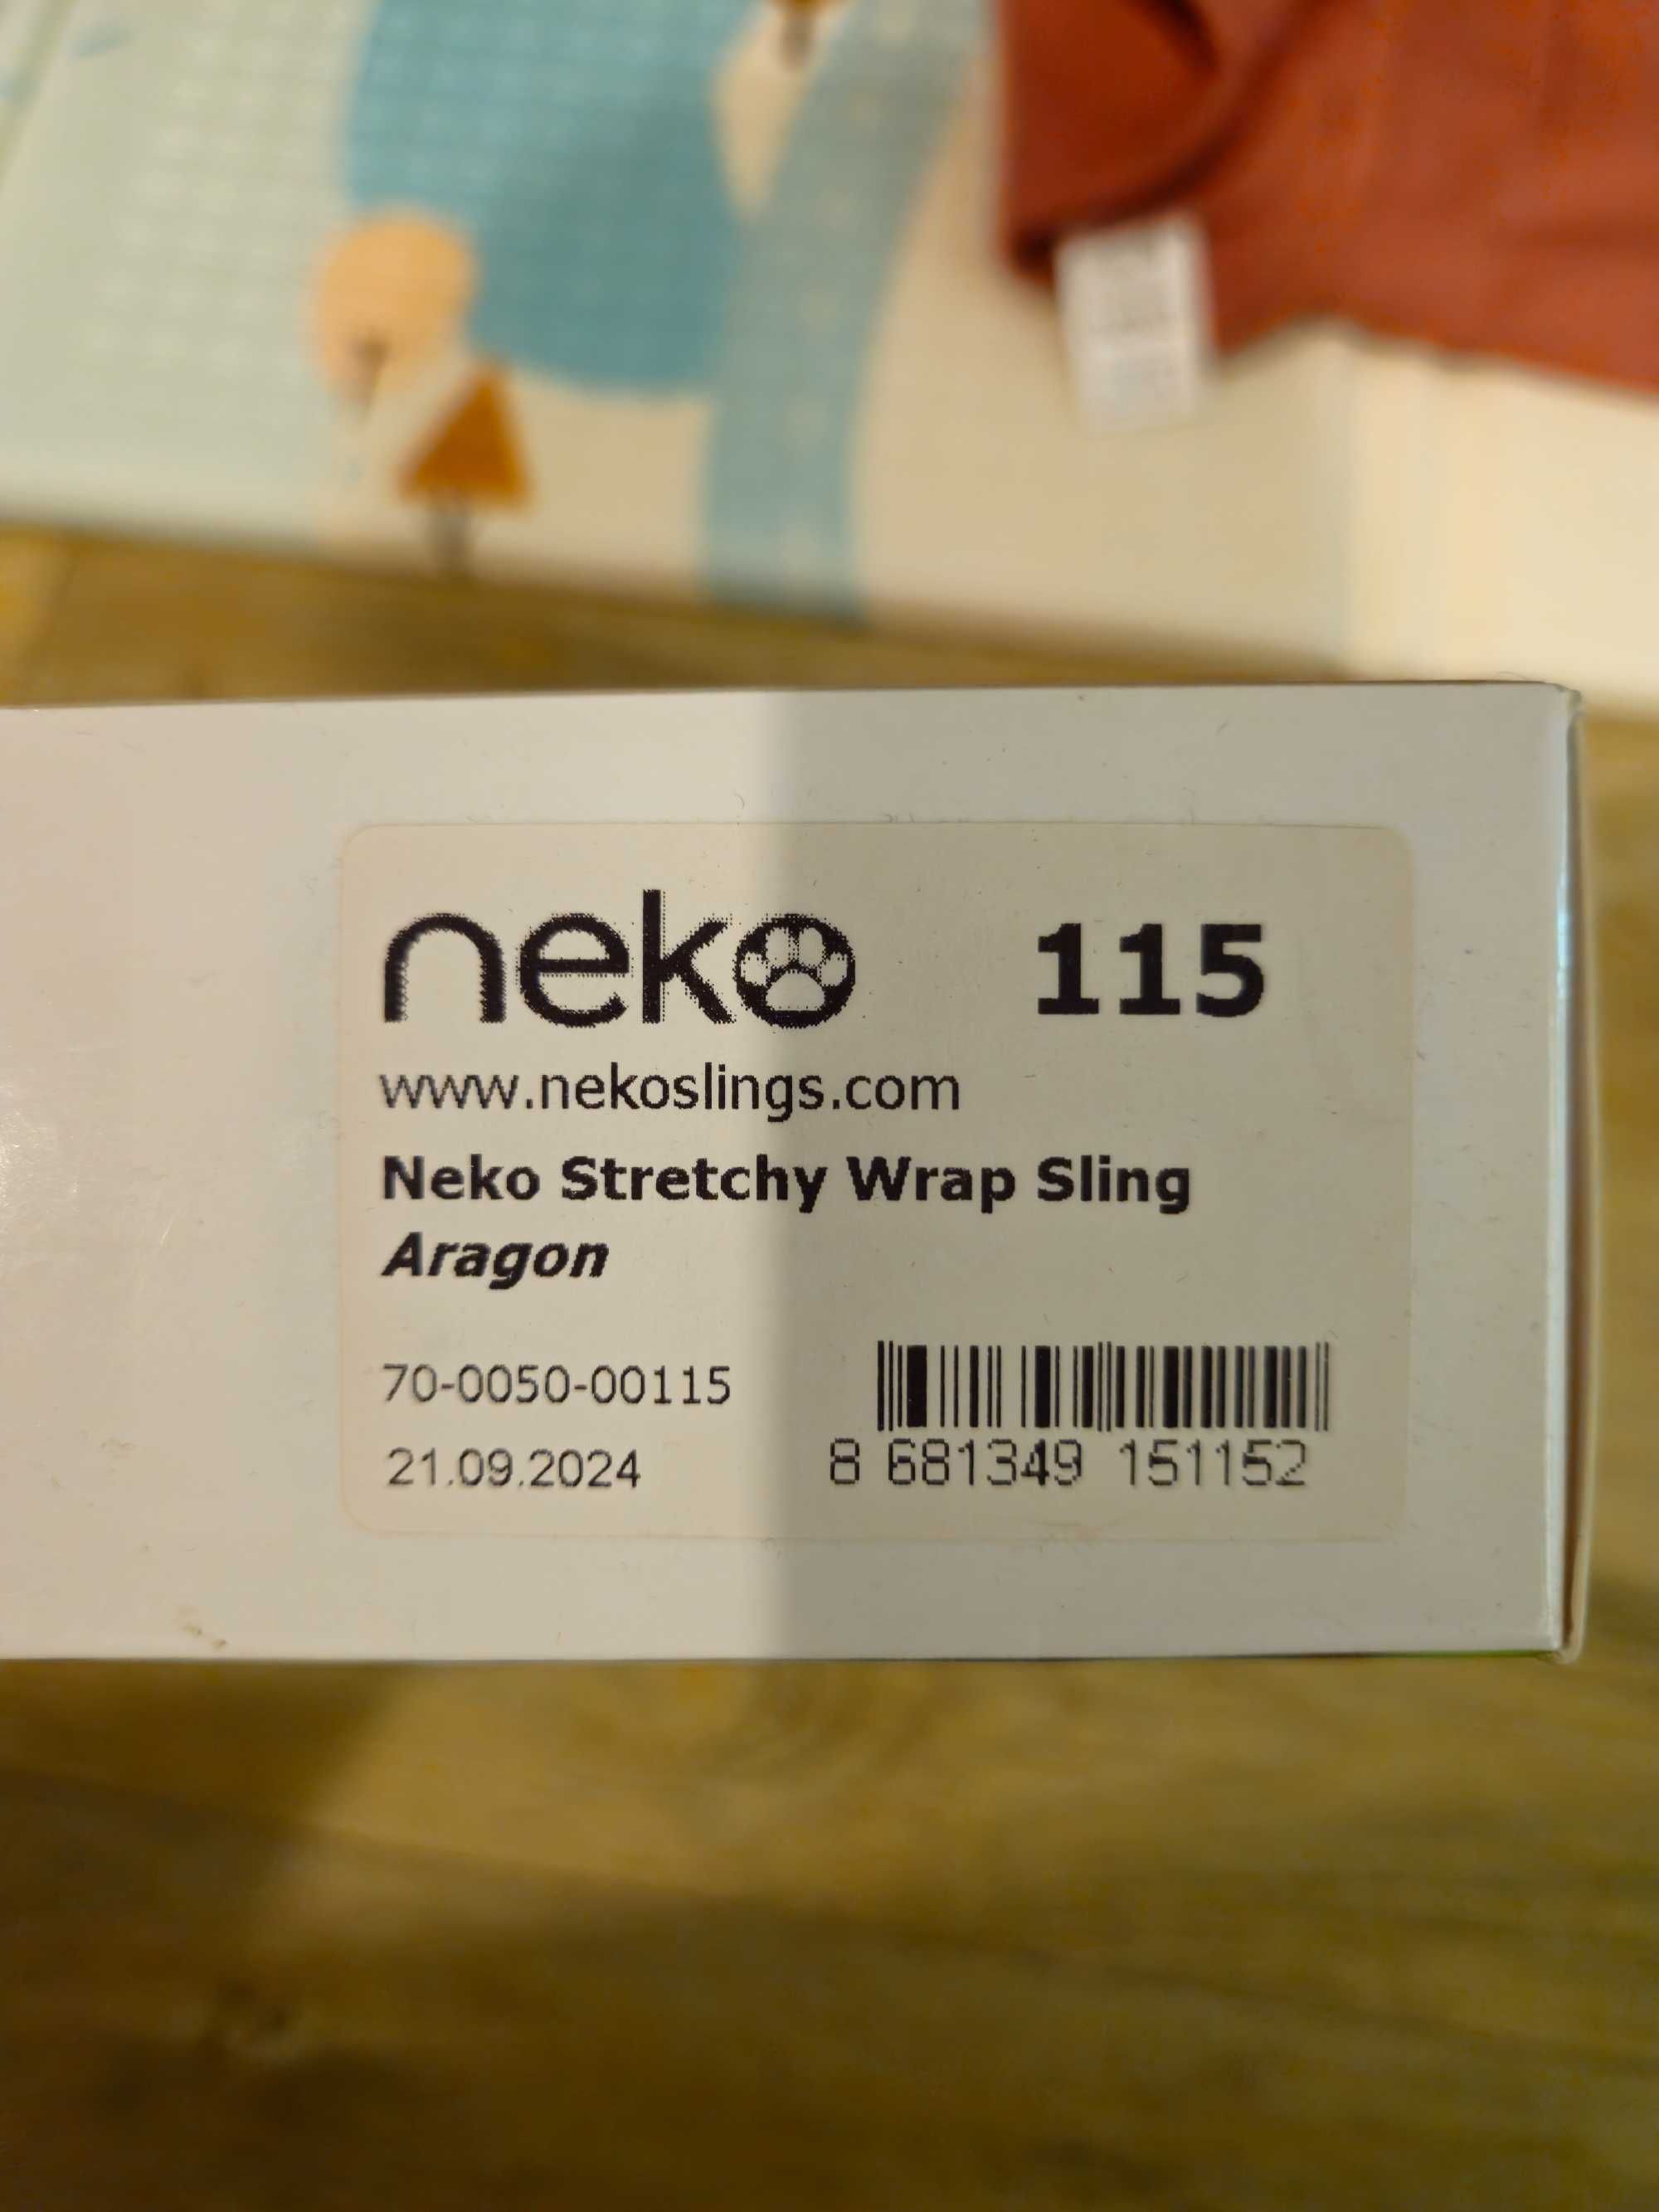 neko 115
www.nekoslings.com
Neko Stretchy Wrap Sling
Aragon
70-0050-00115
21.09.2024
8 681349 151152